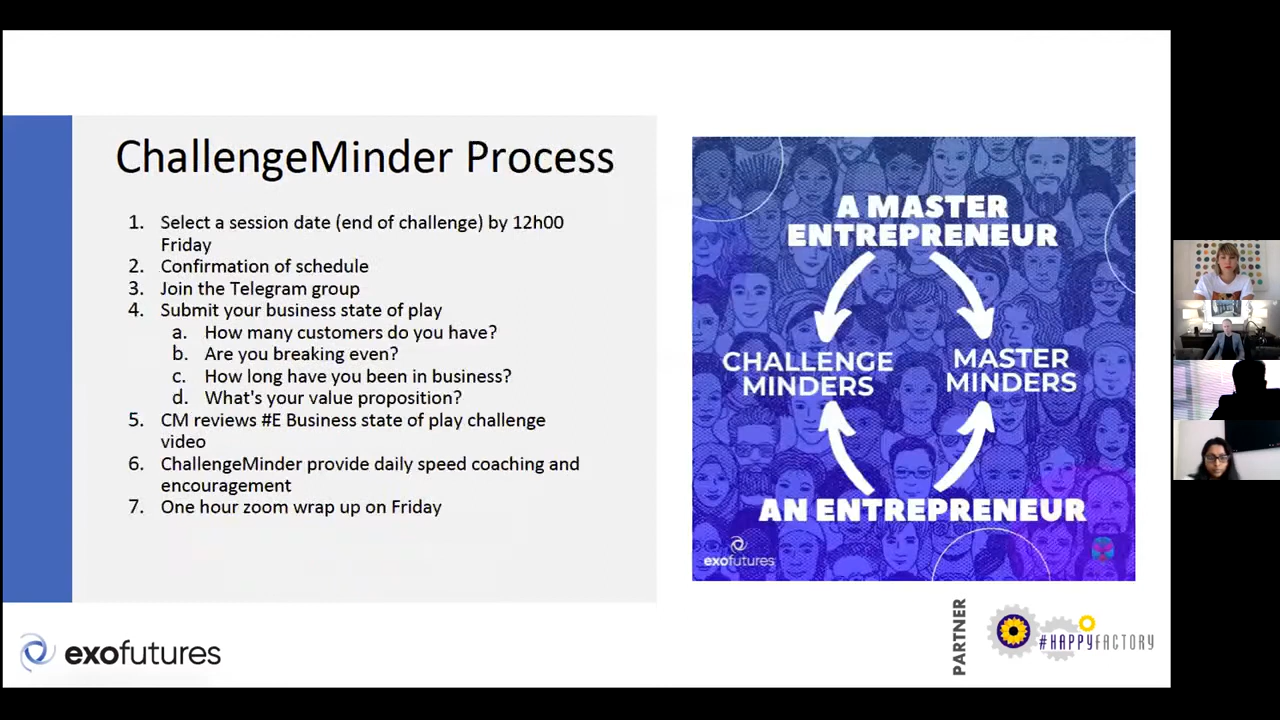 ChallengeMinder Process
1. Select a session date (end of challenge) by 12h00
Friday
2. Confirmation of schedule
3. Join the Telegram group
4. Submit your business state of play
a. How many customers do you have?
b. Are you breaking even?
c. How long have you been in business?
d. What's your value proposition?
5. CM reviews #E Business state of play challenge
video
6. ChallengeMinder provide daily speed coaching and
encouragement
7. One hour zoom wrap up on Friday
A MASTER
ENTREPRENEUR
CHALLENGE
MINDERS
MASTER
MINDERS
AN ENTREPRENEUR
exofutures
exofutures
PARTNER
#HAPPYFACTORY